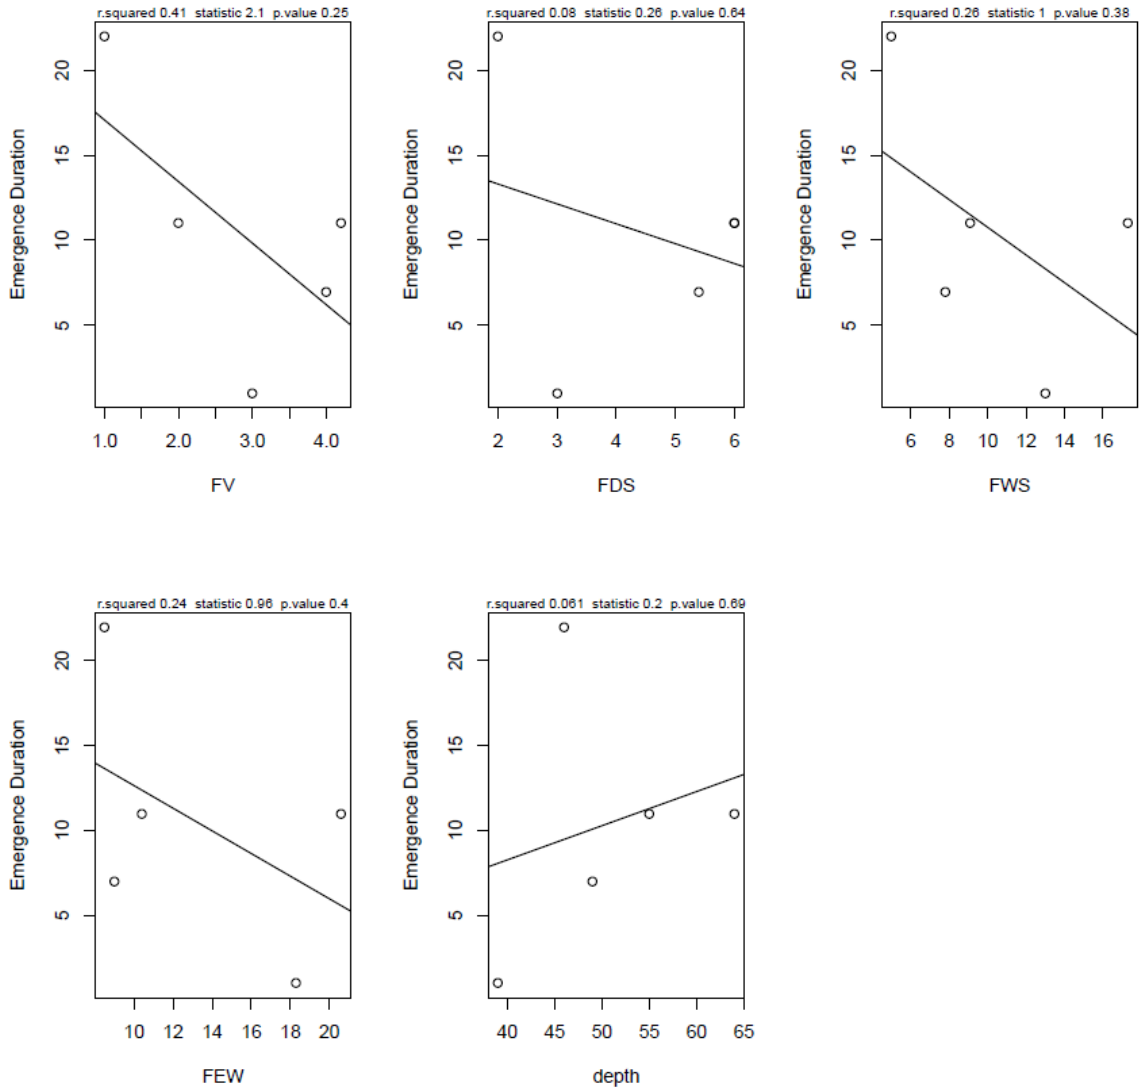 r.squared 0.41 statistic 2.1 p.value 0.25
Emergence Duration
20
15
10
5
1.0 2.0 3.0 4.0
FV
r.squared 0.08 statistic 0.26 p.value 0.64
Emergence Duration
20
15
10
5
2 3 4 5 6
FDS
r.squared 0.26 statistic 1 p.value 0.38
Emergence Duration
20
15
10
5
6 8 10 12 14 16
FWS
r.squared 0.24 statistic 0.96 p.value 0.4
Emergence Duration
20
15
10
5
10 12 14 16 18 20
FEW
r.squared 0.061 statistic 0.2 p.value 0.69
Emergence Duration
20
15
10
5
40 45 50 55 60 65
depth